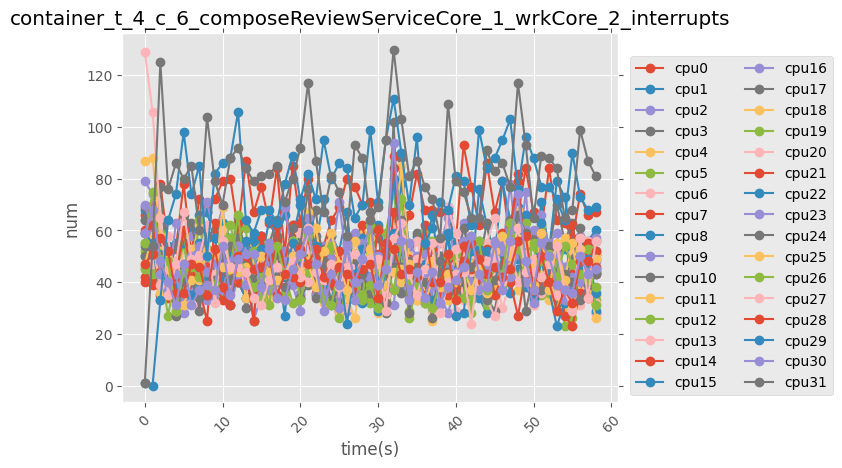 container_t_4_c_6_composeReviewServiceCore_1_wrkCore_2_interrupts
num
120
100
80
60
40
20
0
0 10 20 30 40 50 60
time(s)
cpu0 cpu16
cpu1 cpu17
cpu2 cpu18
cpu3 cpu19
cpu4 cpu20
cpu5 cpu21
cpu6 cpu22
cpu7 cpu23
cpu8 cpu24
cpu9 cpu25
cpu10 cpu26
cpu11 cpu27
cpu12 cpu28
cpu13 cpu29
cpu14 cpu30
cpu15 cpu31